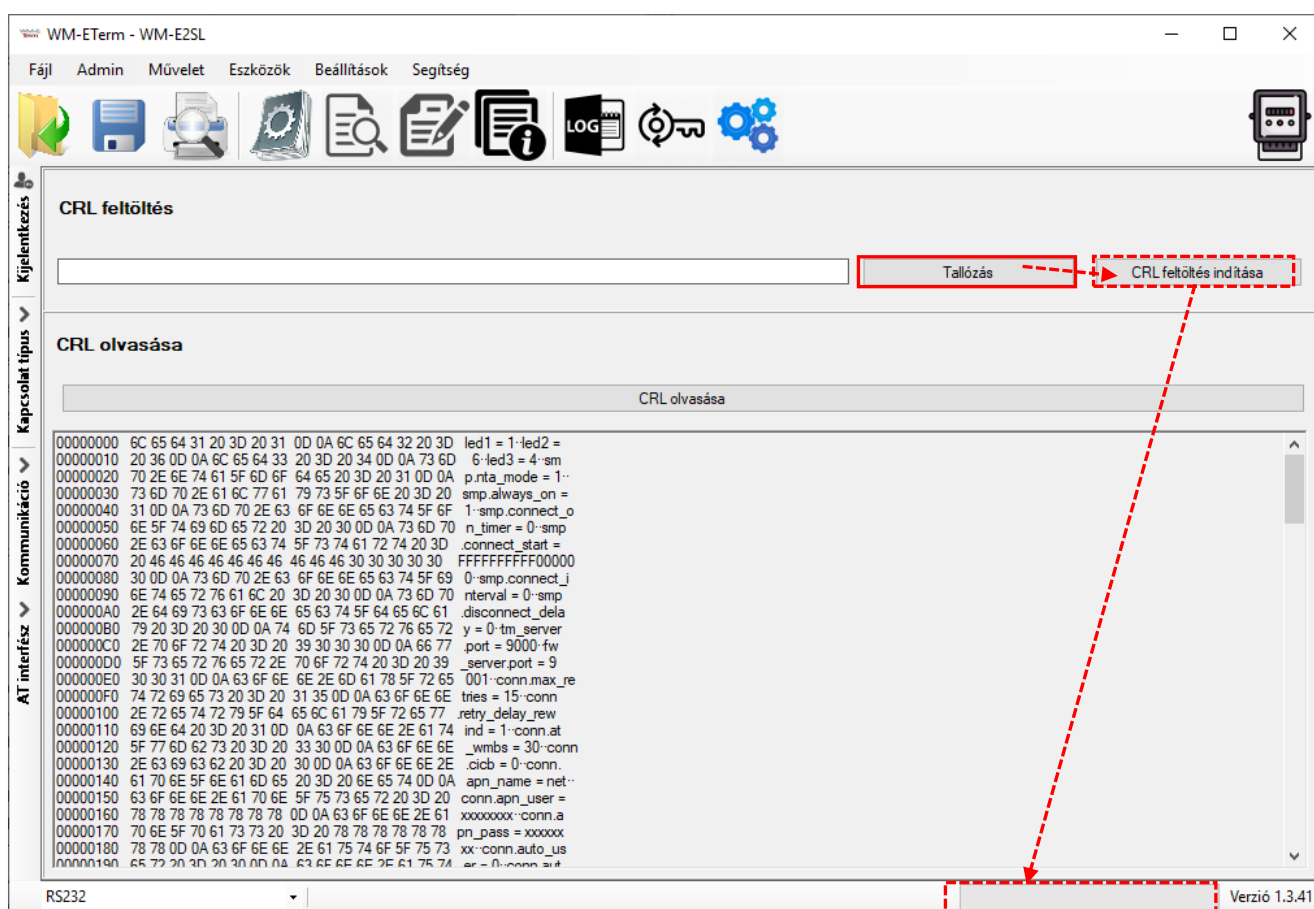 WM-ETerm - WM-E2SL
Fájl Admin Művelet Eszközök Beállítások Segítség
LOG
Kijelentkezés
Kapcsolat típus
Kommunikáció
AT interfész
CRL feltöltés
Tallózás CRL feltöltés indítása
CRL olvasása
CRL olvasása
00000000 6C 65 64 31 20 3D 20 31 0D 0A 6C 65 64 32 20 3D led1 = 1··led2 =
00000010 20 36 0D 0A 6C 65 64 33 20 3D 20 34 0D 0A 73 6D 6··led3 = 4··sm
00000020 70 2E 6E 74 61 5F 6D 6F 64 65 20 3D 20 31 0D 0A p.nta_mode = 1··
00000030 73 6D 70 2E 61 6C 77 61 79 73 5F 6F 6E 20 3D 20 smp.always_on =
00000040 31 0D 0A 73 6D 70 2E 63 6F 6E 6E 65 63 74 5F 6F 1··smp.connect_o
00000050 6E 5F 74 69 6D 65 72 20 3D 20 30 0D 0A 73 6D 70 n_timer = 0··smp
00000060 2E 63 6F 6E 6E 65 63 74 5F 73 74 61 72 74 20 3D .connect_start =
00000070 20 46 46 46 46 46 46 46 46 46 46 30 30 30 30 30 FFFFFFFFFF00000
00000080 30 0D 0A 73 6D 70 2E 63 6F 6E 6E 65 63 74 5F 69 0··smp.connect_i
00000090 6E 74 65 72 76 61 6C 20 3D 20 30 0D 0A 73 6D 70 nterval = 0··smp
000000A0 2E 64 69 73 63 6F 6E 6E 65 63 74 5F 64 65 6C 61 .disconnect_dela
000000B0 79 20 3D 20 30 0D 0A 74 6D 5F 73 65 72 76 65 72 y = 0··tm_server
000000C0 2E 70 6F 72 74 20 3D 20 39 30 30 30 0D 0A 66 77 .port = 9000··fw
000000D0 5F 73 65 72 76 65 72 2E 70 6F 72 74 20 3D 20 39 _server.port = 9
000000E0 30 30 31 0D 0A 63 6F 6E 6E 2E 6D 61 78 5F 72 65 001··conn.max_re
000000F0 74 72 69 65 73 20 3D 20 31 35 0D 0A 63 6F 6E 6E tries = 15··conn
00000100 2E 72 65 74 72 79 5F 64 65 6C 61 79 5F 72 65 77 .retry_delay_rew
00000110 69 6E 64 20 3D 20 31 0D 0A 63 6F 6E 6E 2E 61 74 ind = 1··conn.at
00000120 5F 77 6D 62 73 20 3D 20 33 30 0D 0A 63 6F 6E 6E _wmbs = 30··conn
00000130 2E 63 69 63 62 20 3D 20 30 0D 0A 63 6F 6E 6E 2E .cicb = 0··conn.
00000140 61 70 6E 5F 6E 61 6D 65 20 3D 20 6E 65 74 0D 0A apn_name = net··
00000150 63 6F 6E 6E 2E 61 70 6E 5F 75 73 65 72 20 3D 20 conn.apn_user =
00000160 78 78 78 78 78 78 78 78 0D 0A 63 6F 6E 6E 2E 61 xxxxxxxx··conn.a
00000170 70 6E 5F 70 61 73 73 20 3D 20 78 78 78 78 78 78 pn_pass = xxxxxx
00000180 78 78 0D 0A 63 6F 6E 6E 2E 61 75 74 6F 5F 75 73 xx··conn.auto_us
00000190 65 72 20 3D 20 30 0D 0A 63 6F 6E 6E 2E 61 75 74 er = 0··conn.aut
RS232 Verzió 1.3.41